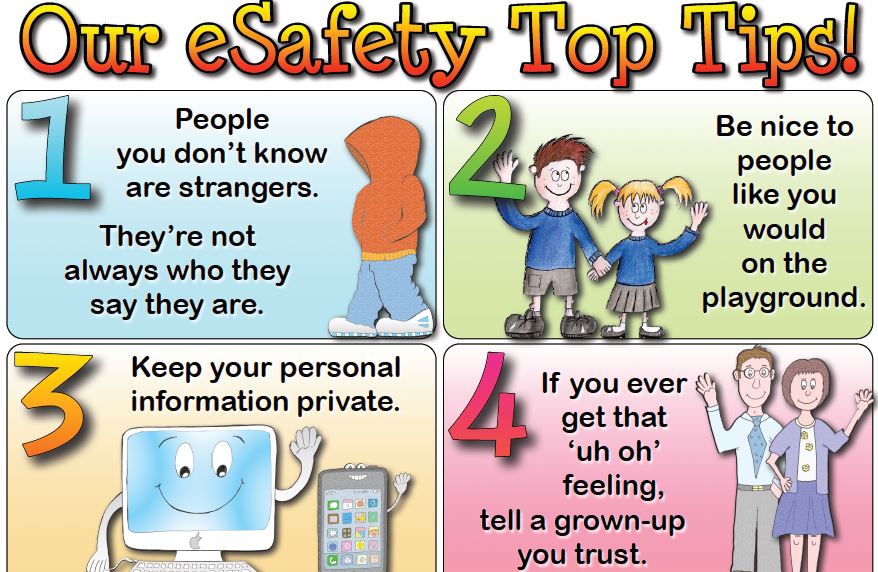 Our eSafety Top Tips!
1
People
you don't know
are strangers.
They're not
always who they
say they are.
2
Be nice to
people
like you
would
on the
playground.
3
Keep your personal
information private.
4
If you ever
get that
‘uh oh’
feeling,
tell a grown-up
you trust.